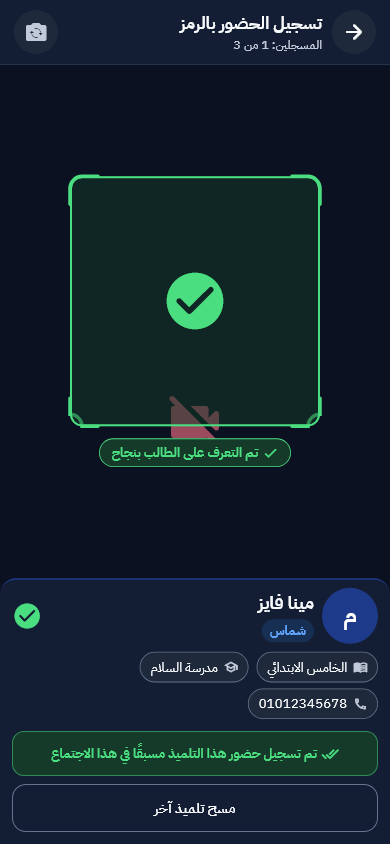 تسجيل الحضور بالرمز
المسجلين: 1 من 3
تم التعرف على الطالب بنجاح
مينا فايز
م
شماس
الخامس الابتدائي
مدرسة السلام
01012345678
تم تسجيل حضور هذا التلميذ مسبقًا في هذا الاجتماع
مسح تلميذ آخر